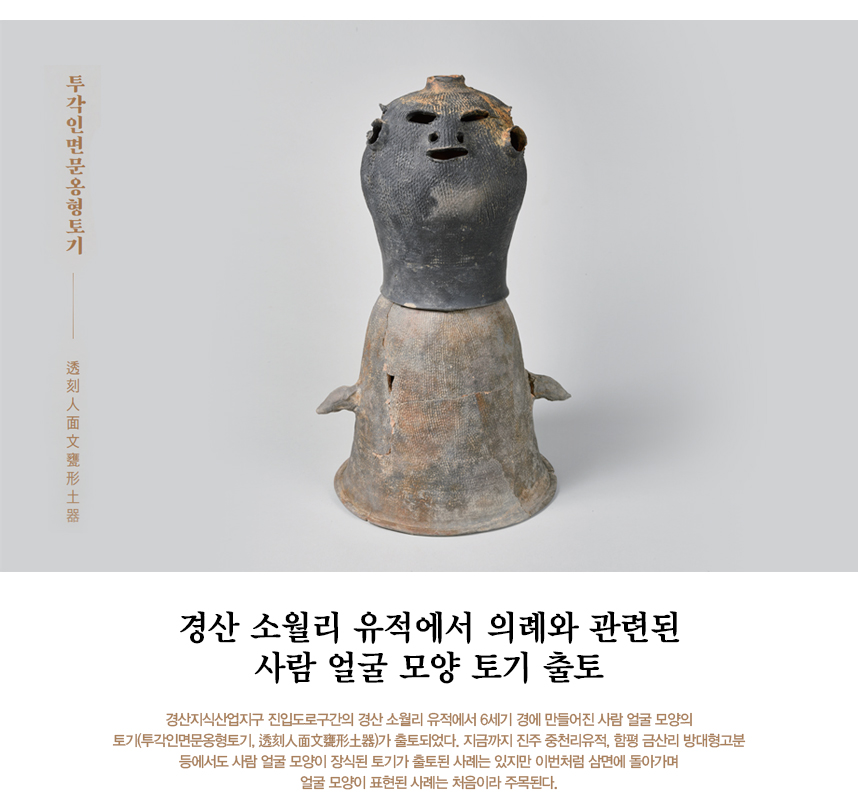 투각인면문옹형토기
透刻人面文甕形土器
경산 소월리 유적에서 의례와 관련된
사람 얼굴 모양 토기 출토
경산지식산업지구 진입도로구간의 경산 소월리 유적에서 6세기 경에 만들어진 사람 얼굴 모양의
토기(투각인면문옹형토기, 透刻人面文甕形土器)가 출토되었다. 지금까지 진주 중천리유적, 함평 금산리 방대형고분
등에서도 사람 얼굴 모양이 장식된 토기가 출토된 사례는 있지만 이번처럼 삼면에 돌아가며
얼굴 모양이 표현된 사례는 처음이라 주목된다.